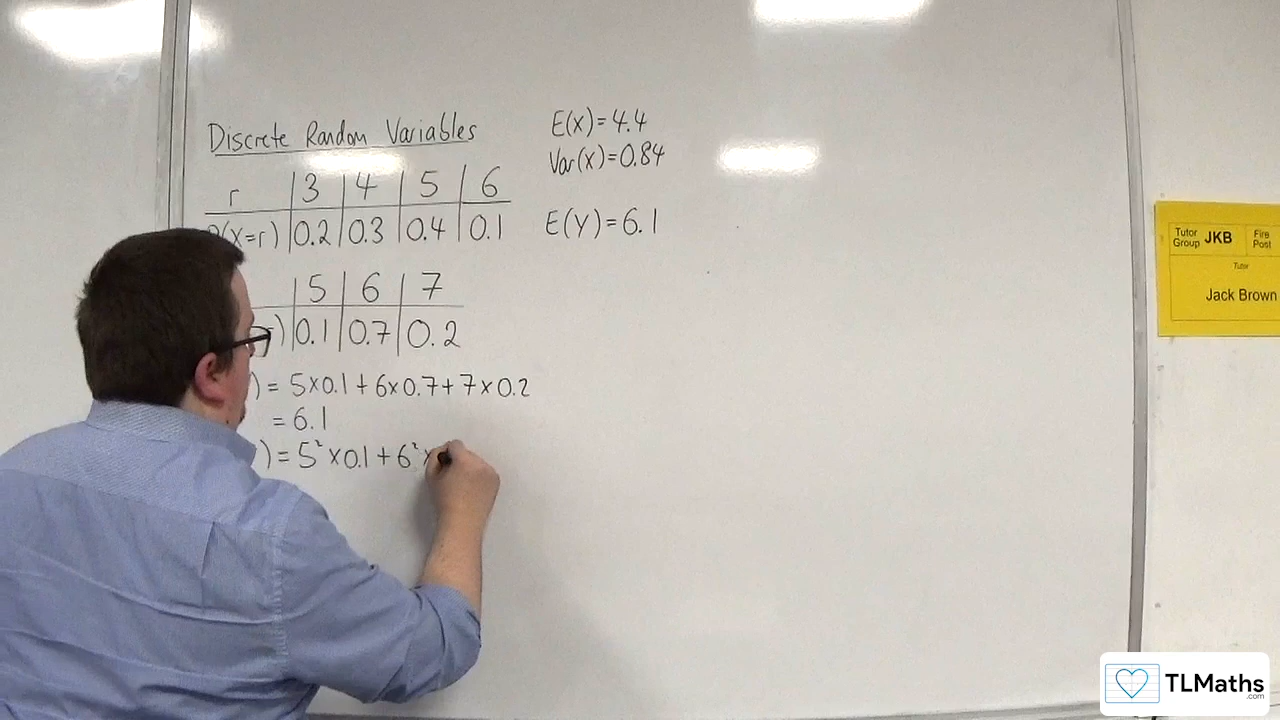 Discrete Random Variables
r 3 4 5 6
(X=r) 0.2 0.3 0.4 0.1
5 6 7
) 0.1 0.7 0.2
) = 5×0.1+6×0.7+7×0.2
= 6.1
) = 5²×0.1+6²×
E(X)=4.4
Var(X)=0.84
E(Y)=6.1
Tutor Group JKB Fire Post
Tutor
Jack Brown
TLMaths
.com